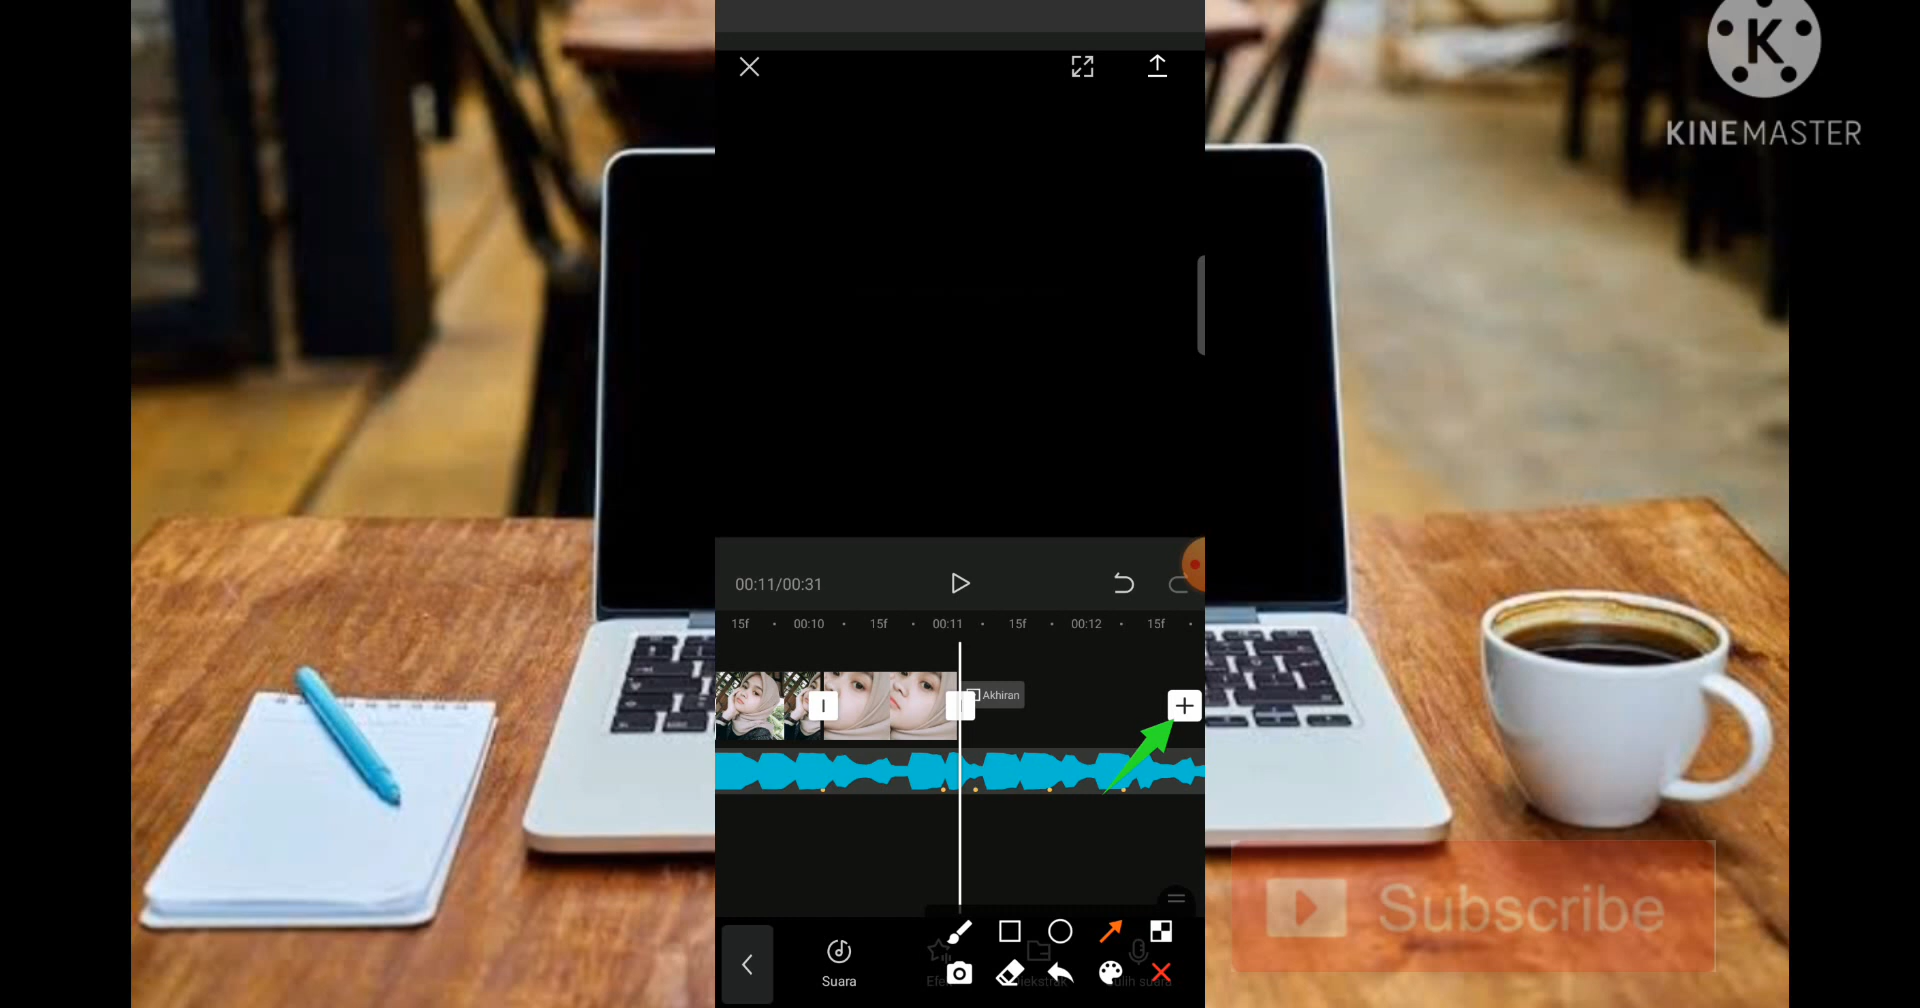 KINEMASTER
00:11/00:31
15f 00:10 15f 00:11 15f 00:12 15f
Akhiran
Subscribe
Suara